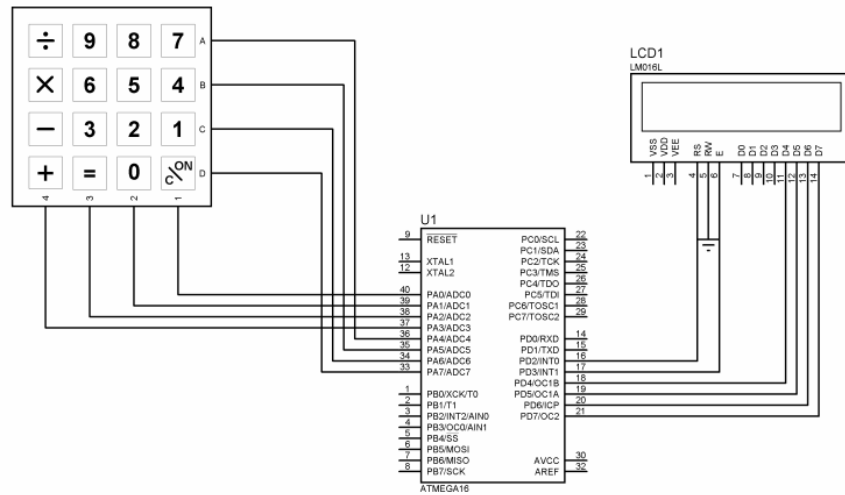 ÷ 9 8 7 A
× 6 5 4 B
− 3 2 1 C
+ = 0 ON/C D
4 3 2 1
LCD1
LM016L
VSS VDD VEE RS RW E D0 D1 D2 D3 D4 D5 D6 D7
1 2 3 4 5 6 7 8 9 10 11 12 13 14
U1
9 RESET PC0/SCL 22
PC1/SDA 23
13 XTAL1 PC2/TCK 24
12 XTAL2 PC3/TMS 25
PC4/TDO 26
40 PA0/ADC0 PC5/TDI 27
39 PA1/ADC1 PC6/TOSC1 28
38 PA2/ADC2 PC7/TOSC2 29
37 PA3/ADC3
36 PA4/ADC4 PD0/RXD 14
35 PA5/ADC5 PD1/TXD 15
34 PA6/ADC6 PD2/INT0 16
33 PA7/ADC7 PD3/INT1 17
PD4/OC1B 18
1 PB0/XCK/T0 PD5/OC1A 19
2 PB1/T1 PD6/ICP 20
3 PB2/INT2/AIN0 PD7/OC2 21
4 PB3/OC0/AIN1
5 PB4/SS
6 PB5/MOSI
7 PB6/MISO AVCC 30
8 PB7/SCK AREF 32
ATMEGA16